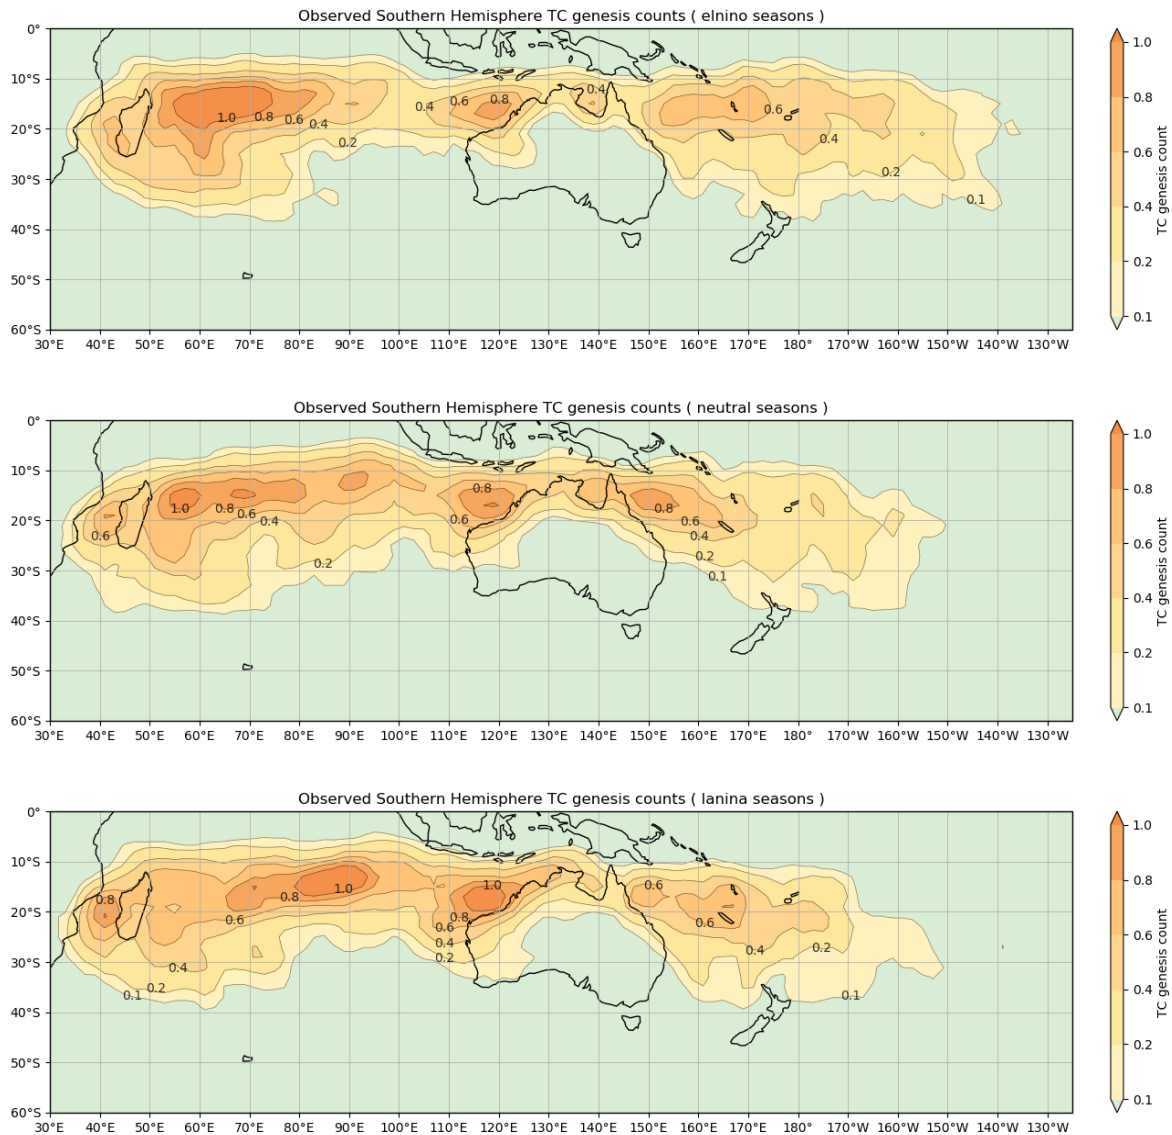 Observed Southern Hemisphere TC genesis counts ( elnino seasons )
0°
10°S
20°S
30°S
40°S
50°S
60°S
30°E 40°E 50°E 60°E 70°E 80°E 90°E 100°E 110°E 120°E 130°E 140°E 150°E 160°E 170°E 180° 170°W 160°W 150°W 140°W 130°W
0.4
0.4 0.6 0.8
1.0 0.8 0.6 0.4 0.6
0.2 0.4
0.2
0.1
1.0
0.8
0.6
0.4
0.2
0.1
TC genesis count
Observed Southern Hemisphere TC genesis counts ( neutral seasons )
0°
10°S
20°S
30°S
40°S
50°S
60°S
30°E 40°E 50°E 60°E 70°E 80°E 90°E 100°E 110°E 120°E 130°E 140°E 150°E 160°E 170°E 180° 170°W 160°W 150°W 140°W 130°W
0.8
1.0 0.8 0.6 0.8
0.4 0.6 0.6
0.6 0.4
0.2 0.2
0.1
1.0
0.8
0.6
0.4
0.2
0.1
TC genesis count
Observed Southern Hemisphere TC genesis counts ( lanina seasons )
0°
10°S
20°S
30°S
40°S
50°S
60°S
30°E 40°E 50°E 60°E 70°E 80°E 90°E 100°E 110°E 120°E 130°E 140°E 150°E 160°E 170°E 180° 170°W 160°W 150°W 140°W 130°W
1.0 1.0 0.6
0.8 0.8
0.6 0.8 0.6
0.6
0.4 0.4 0.2
0.2
0.4
0.1 0.2 0.1
1.0
0.8
0.6
0.4
0.2
0.1
TC genesis count